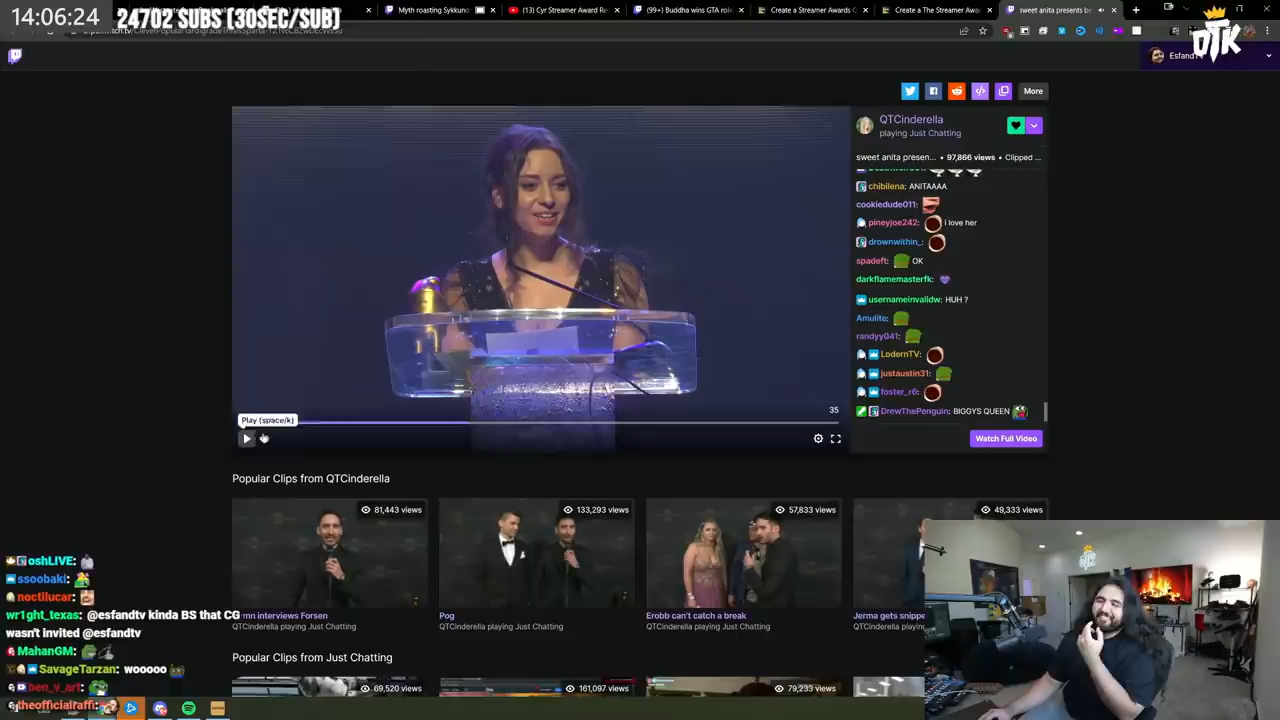 14:06:24
24702 SUBS (30SEC/SUB)
Myth roasting Sykkuno
(13) Cyr Streamer Award Re
(99+) Buddha wins GTA role
Create a Streamer Awards C
Create a The Streamer Awar
sweet anita presents be
OTK
More
QTCinderella
playing Just Chatting
sweet anita presen... • 97,866 views • Clipped ...
chibilena: ANITAAAA
cookiedude011:
pineyjoe242: i love her
drownwithin_:
spadeft: OK
darkflamemasterfk:
usernameinvalidw: HUH ?
Amulite:
randyy041:
LodernTV:
justaustin31:
foster_r6:
DrewThePenguin: BIGGYS QUEEN
Watch Full Video
Play (space/k)
35
Popular Clips from QTCinderella
81,443 views
133,293 views
57,833 views
49,333 views
interviews Forsen
QTCinderella playing Just Chatting
Pog
QTCinderella playing Just Chatting
Erobb can't catch a break
QTCinderella playing Just Chatting
Jerma gets snippe
QTCinderella playing
Popular Clips from Just Chatting
69,520 views
161,097 views
79,233 views
oshLIVE:
ssoobaki:
noctilucar:
wr1ght_texas: @esfandtv kinda BS that CG
wasn't invited @esfandtv
MahanGM:
SavageTarzan: wooooo
ben_v_art:
theofficialraffi:
OTK